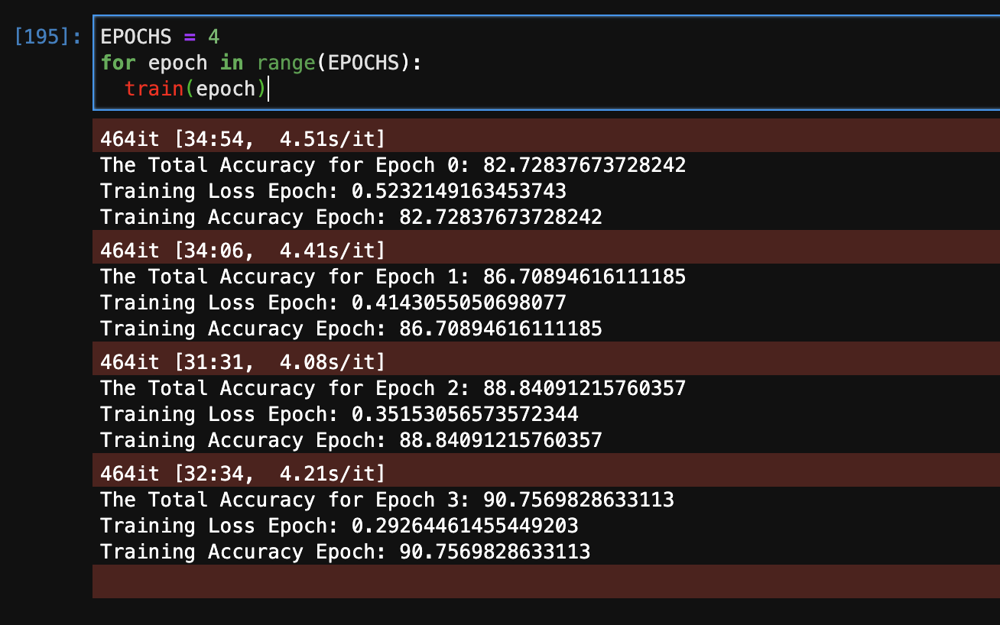 [195]: EPOCHS = 4
for epoch in range(EPOCHS):
  train(epoch)
464it [34:54,  4.51s/it]
The Total Accuracy for Epoch 0: 82.72837673728242
Training Loss Epoch: 0.5232149163453743
Training Accuracy Epoch: 82.72837673728242
464it [34:06,  4.41s/it]
The Total Accuracy for Epoch 1: 86.70894616111185
Training Loss Epoch: 0.4143055050698077
Training Accuracy Epoch: 86.70894616111185
464it [31:31,  4.08s/it]
The Total Accuracy for Epoch 2: 88.84091215760357
Training Loss Epoch: 0.35153056573572344
Training Accuracy Epoch: 88.84091215760357
464it [32:34,  4.21s/it]
The Total Accuracy for Epoch 3: 90.7569828633113
Training Loss Epoch: 0.29264461455449203
Training Accuracy Epoch: 90.7569828633113